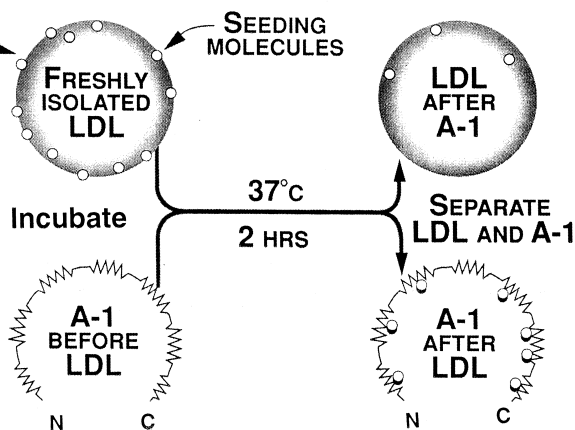 SEEDING
MOLECULES
FRESHLY
ISOLATED
LDL
LDL
AFTER
A-1
37°C
Incubate
2 HRS
SEPARATE
LDL AND A-1
A-1
BEFORE
LDL
A-1
AFTER
LDL
N
C
N
C